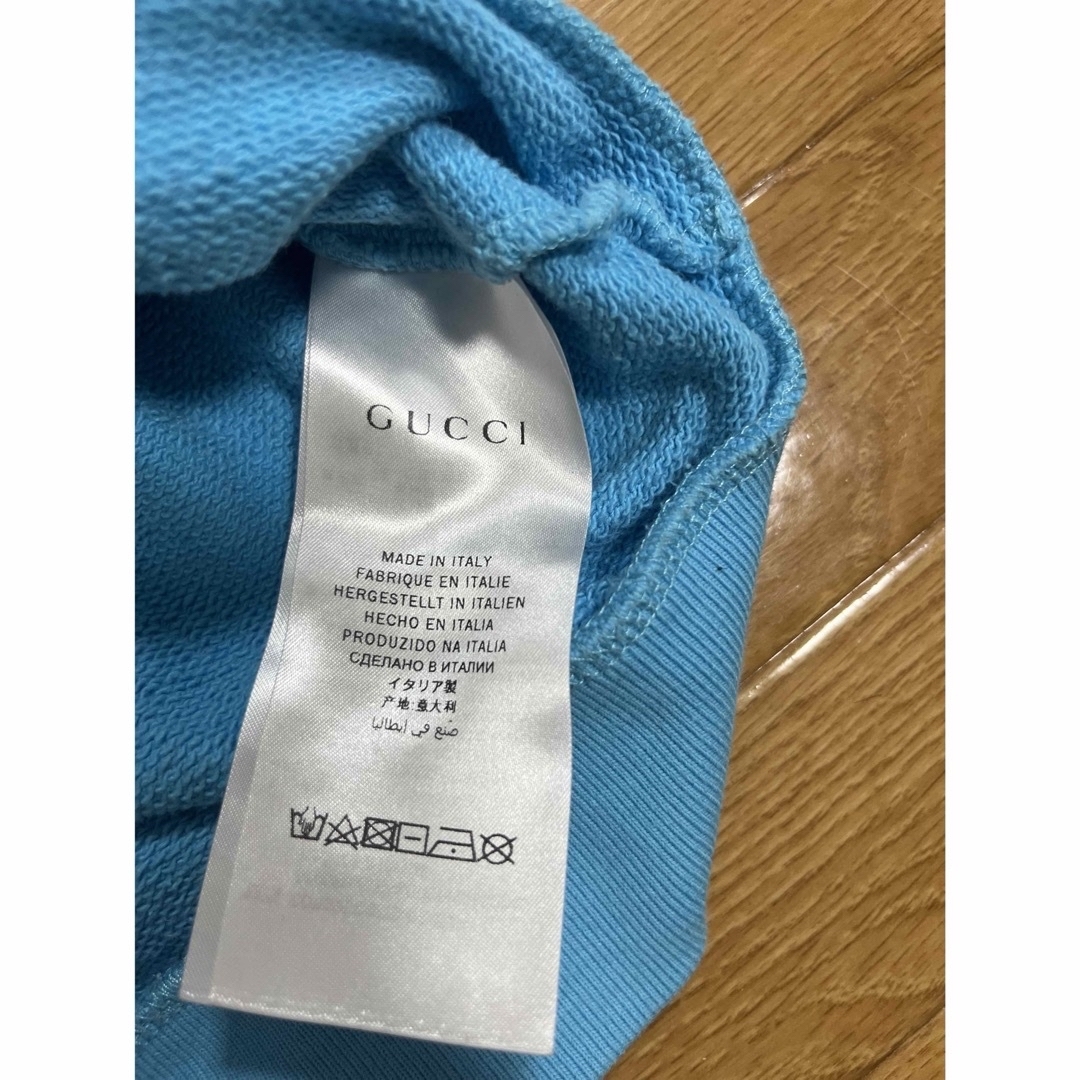 GUCCI
MADE IN ITALY
FABRIQUE EN ITALIE
HERGESTELLT IN ITALIEN
HECHO EN ITALIA
PRODUZIDO NA ITALIA
СДЕЛАНО В ИТАЛИИ
イタリア製
产地:意大利
صنع في إيطاليا